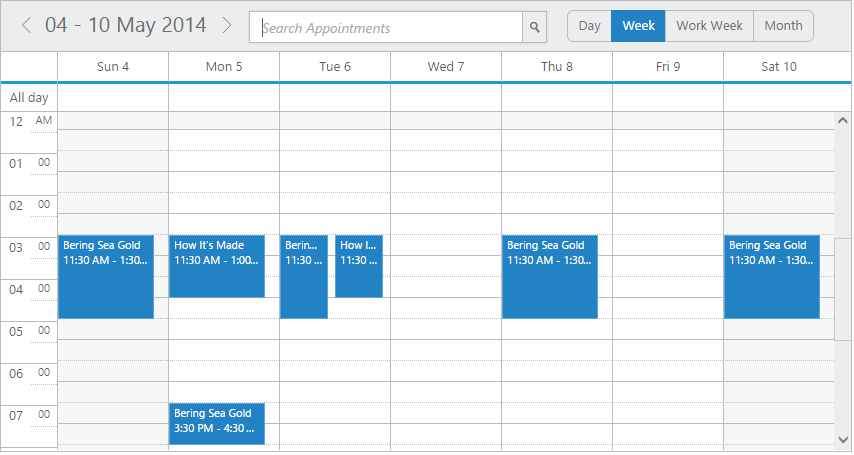 04 - 10 May 2014 Search Appointments Day Week Work Week Month
Sun 4 Mon 5 Tue 6 Wed 7 Thu 8 Fri 9 Sat 10
All day
12 AM
01 00
02 00
03 00
Bering Sea Gold How It's Made Berin... How I... Bering Sea Gold Bering Sea Gold
11:30 AM - 1:30... 11:30 AM - 1:00... 11:30 ... 11:30 ... 11:30 AM - 1:30... 11:30 AM - 1:30...
04 00
05 00
06 00
07 00
Bering Sea Gold
3:30 PM - 4:30 ...